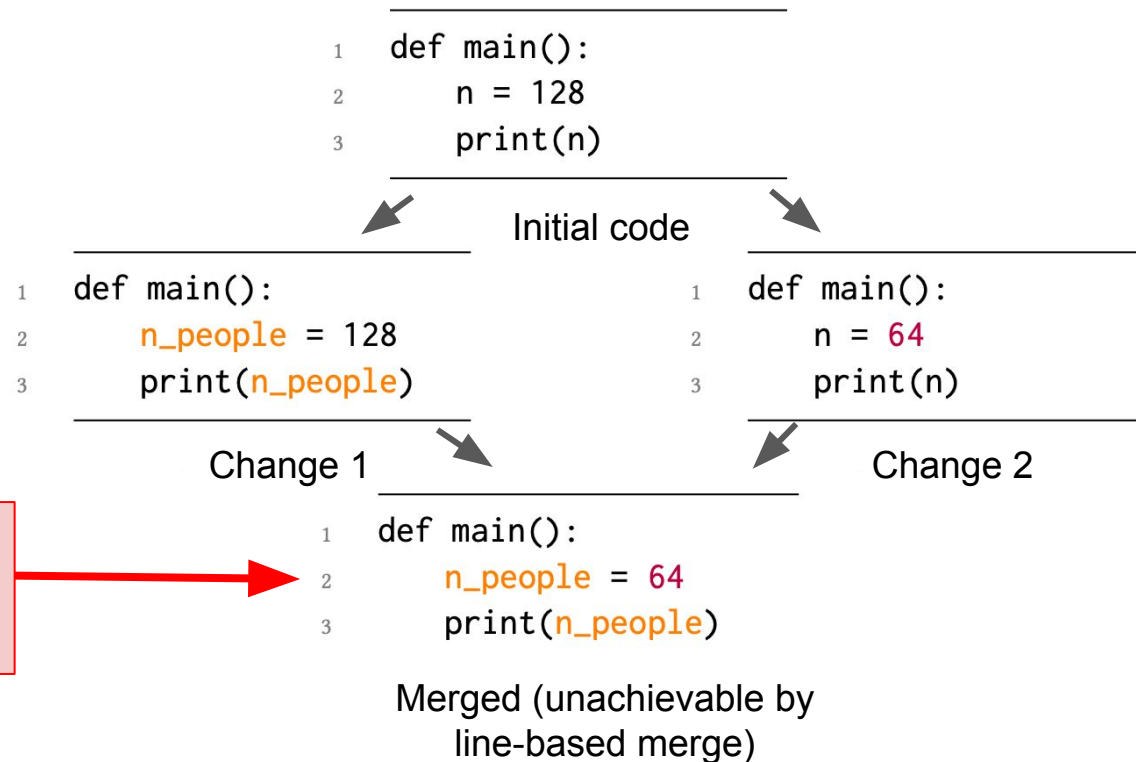 1 def main():
2 n = 128
3 print(n)
Initial code
1 def main():
2 n_people = 128
3 print(n_people)
Change 1
1 def main():
2 n = 64
3 print(n)
Change 2
1 def main():
2 n_people = 64
3 print(n_people)
Merged (unachievable by
line-based merge)